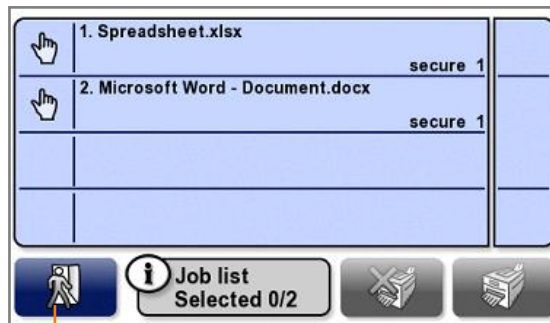 1. Spreadsheet.xlsx
secure 1
2. Microsoft Word - Document.docx
secure 1
i Job list
Selected 0/2